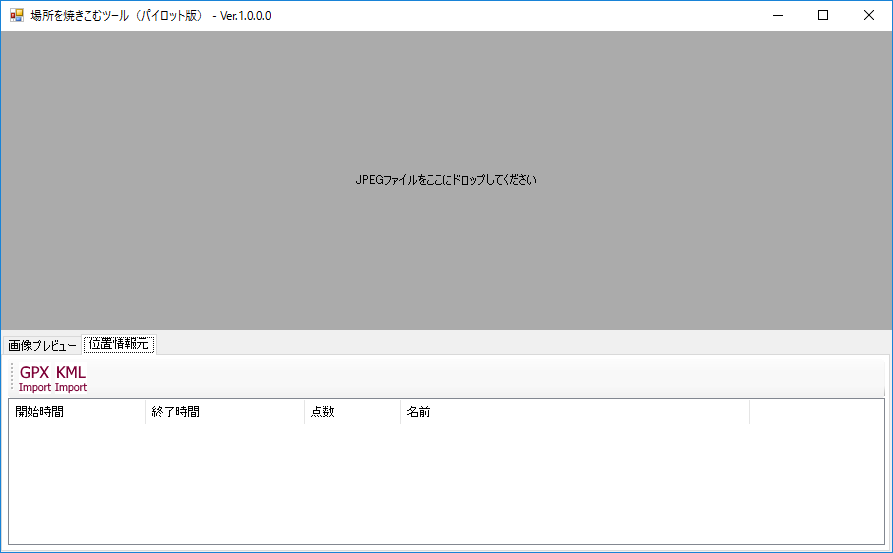 場所を焼きこむツール（パイロット版） - Ver.1.0.0.0
JPEGファイルをここにドロップしてください
画像プレビュー 位置情報元
GPX KML
Import Import
開始時間 終了時間 点数 名前